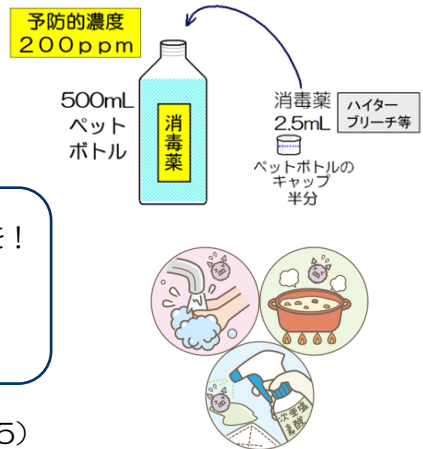 予防的濃度
200ppm
500mL
ペット
ボトル
消毒薬
消毒薬
2.5mL
ハイター
ブリーチ等
ペットボトルの
キャップ
半分
!
次亜塩
素酸
5)